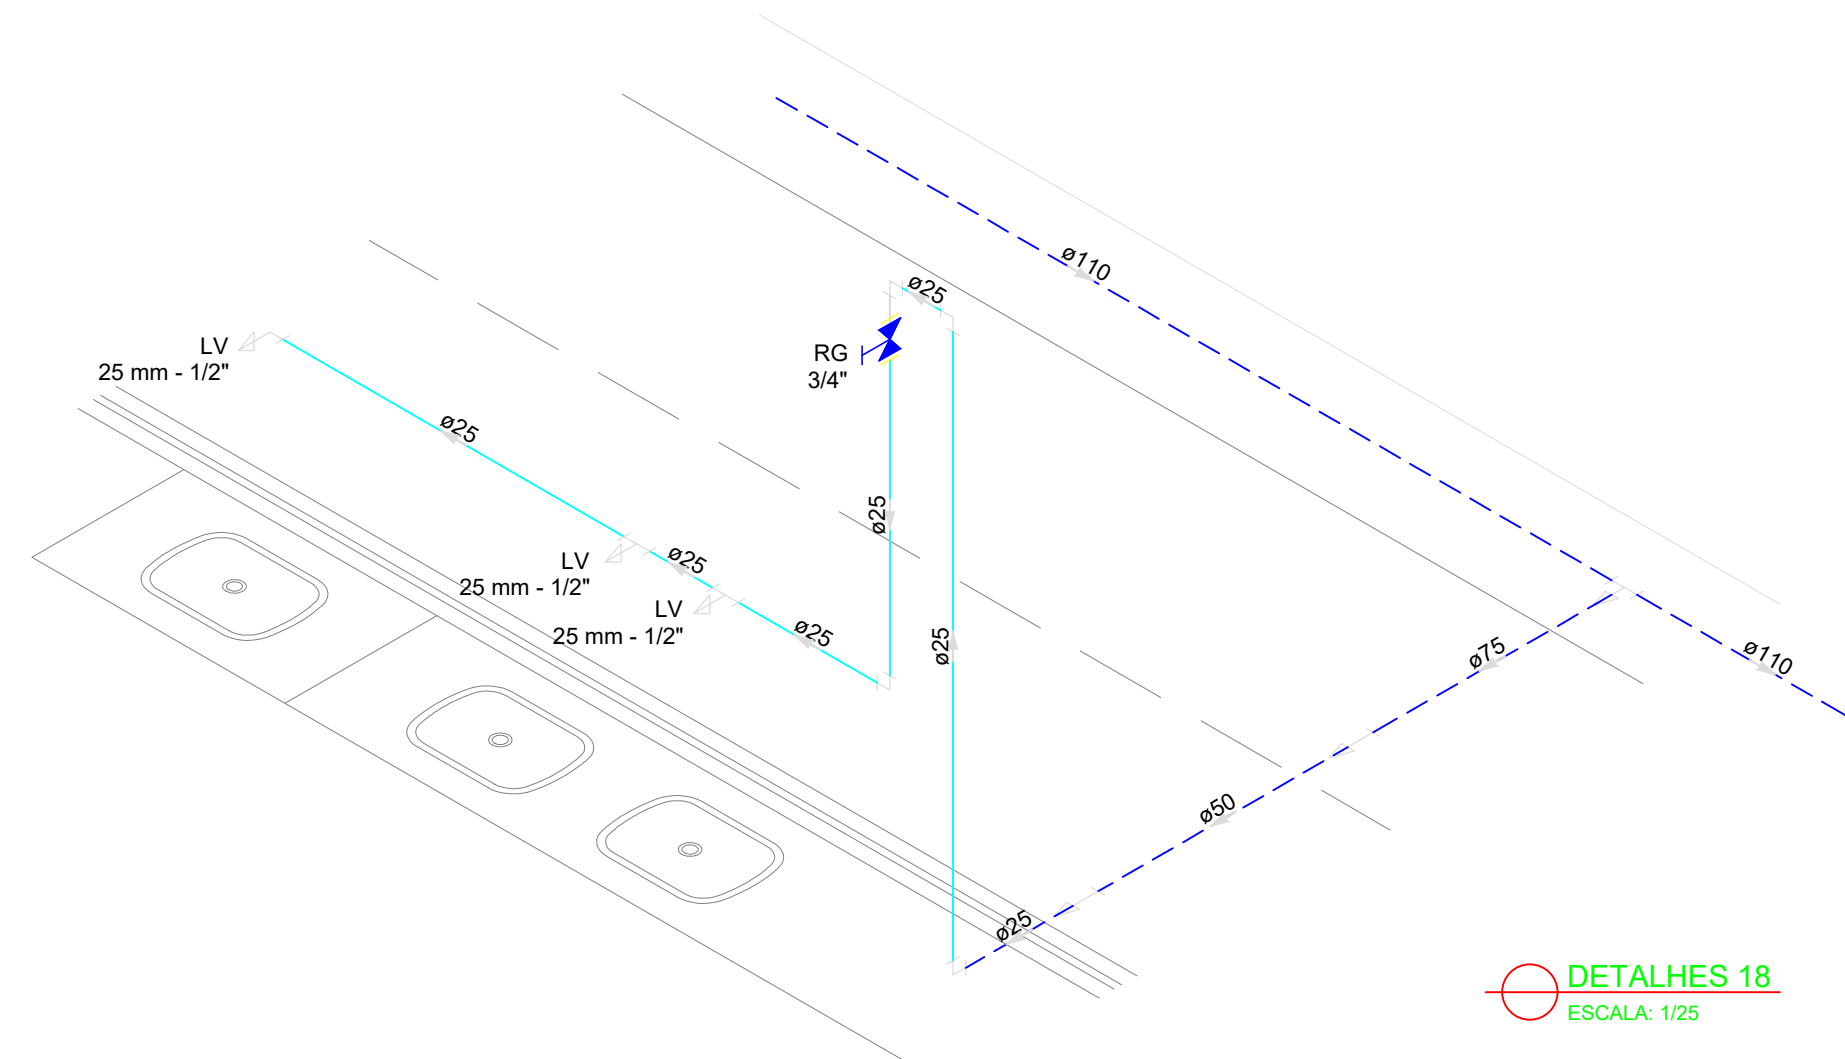 ø110
ø25
LV
25 mm - 1/2"
RG
3/4"
ø25
ø25
LV
25 mm - 1/2"
ø25
LV
25 mm - 1/2"
ø25
ø25
ø75
ø110
ø50
ø25
DETALHES 18
ESCALA: 1/25